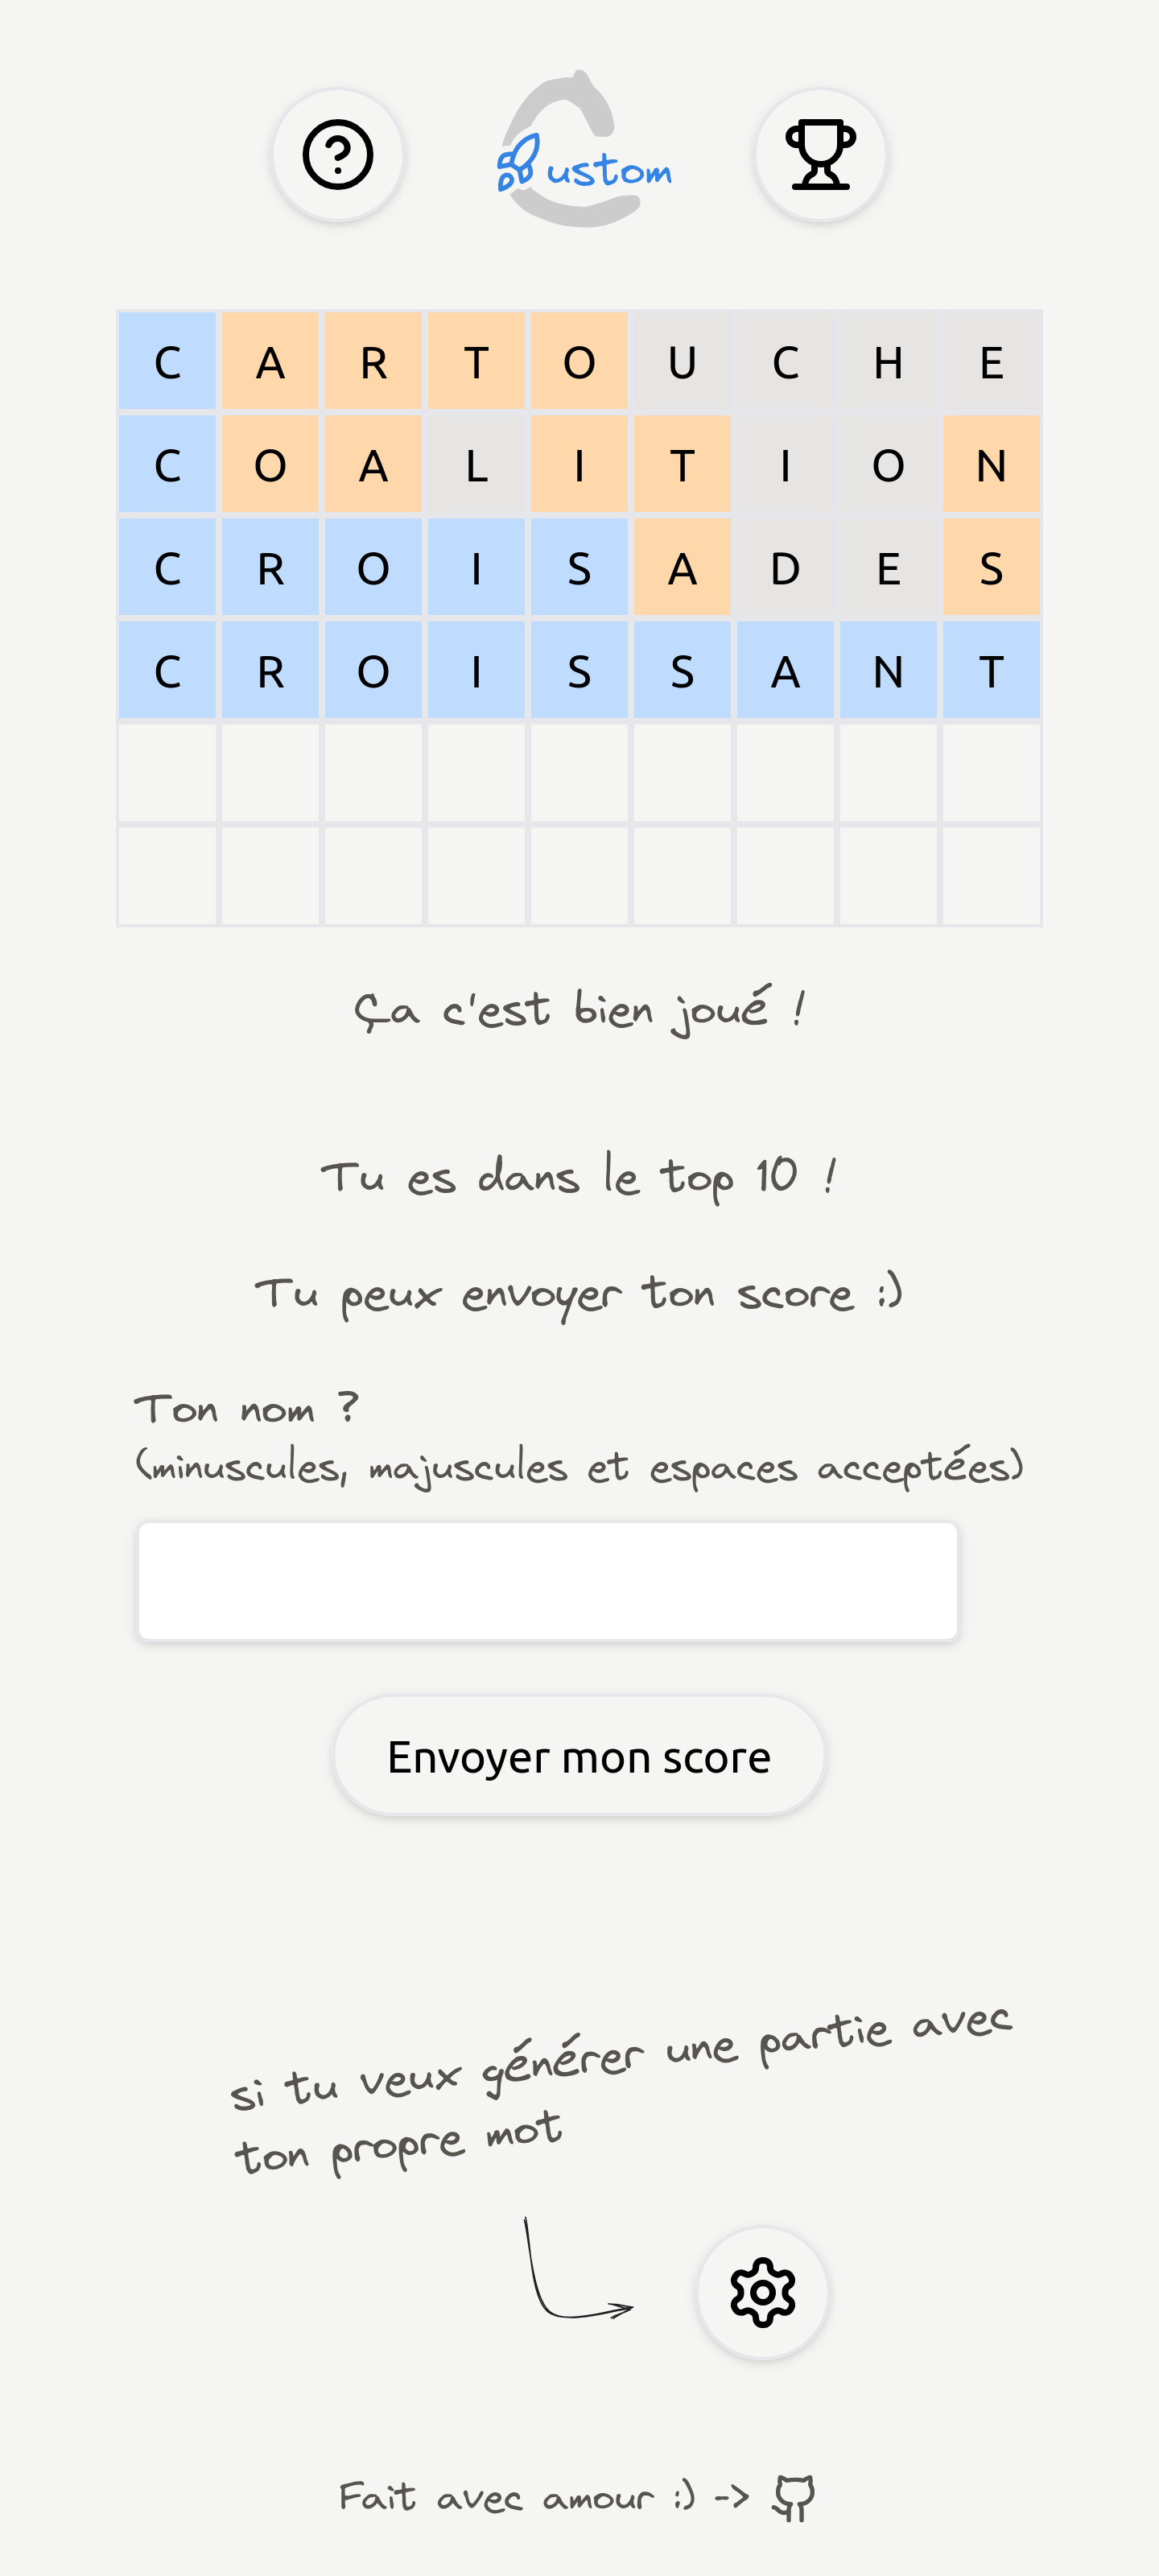 Custom
C A R T O U C H E
C O A L I T I O N
C R O I S A D E S
C R O I S S A N T
Ça c'est bien joué !
Tu es dans le top 10 !
Tu peux envoyer ton score :)
Ton nom ?
(minuscules, majuscules et espaces acceptées)
Envoyer mon score
si tu veux générer une partie avec
ton propre mot
Fait avec amour :) ->